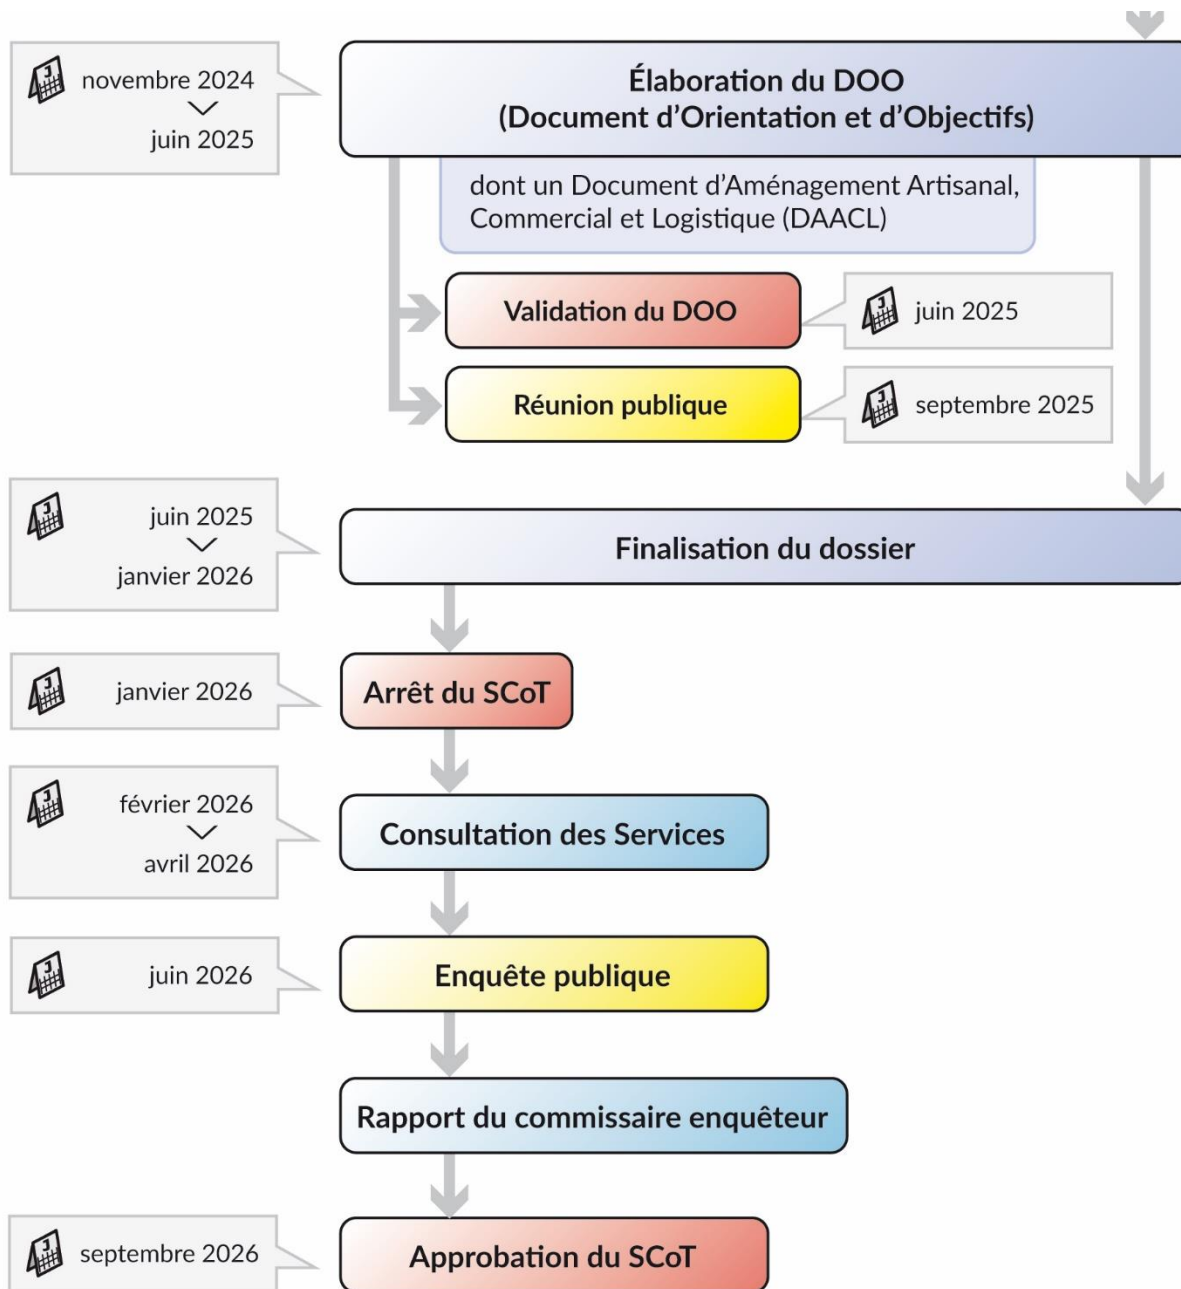 novembre 2024
juin 2025
Élaboration du DOO
(Document d'Orientation et d'Objectifs)
dont un Document d'Aménagement Artisanal,
Commercial et Logistique (DAACL)
Validation du DOO
juin 2025
Réunion publique
septembre 2025
juin 2025
janvier 2026
Finalisation du dossier
janvier 2026
Arrêt du SCoT
février 2026
avril 2026
Consultation des Services
juin 2026
Enquête publique
Rapport du commissaire enquêteur
septembre 2026
Approbation du SCoT